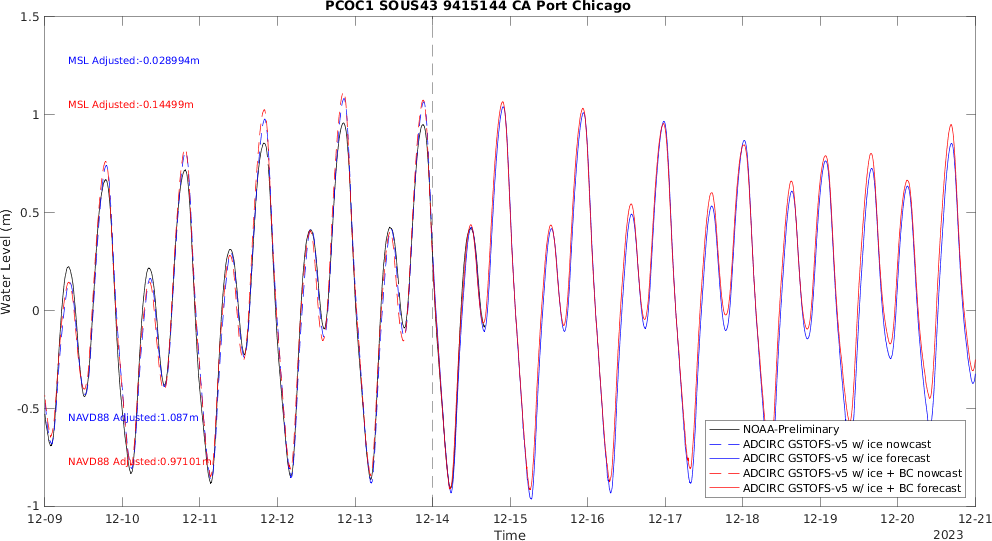 PCOC1 SOUS43 9415144 CA Port Chicago
1.5
1
0.5
0
-0.5
-1
Water Level (m)
MSL Adjusted:-0.028994m
MSL Adjusted:-0.14499m
NAVD88 Adjusted:1.087m
NAVD88 Adjusted:0.97101m
NOAA-Preliminary
ADCIRC GSTOFS-v5 w/ ice nowcast
ADCIRC GSTOFS-v5 w/ ice forecast
ADCIRC GSTOFS-v5 w/ ice + BC nowcast
ADCIRC GSTOFS-v5 w/ ice + BC forecast
12-09 12-10 12-11 12-12 12-13 12-14 12-15 12-16 12-17 12-18 12-19 12-20 12-21
Time
2023